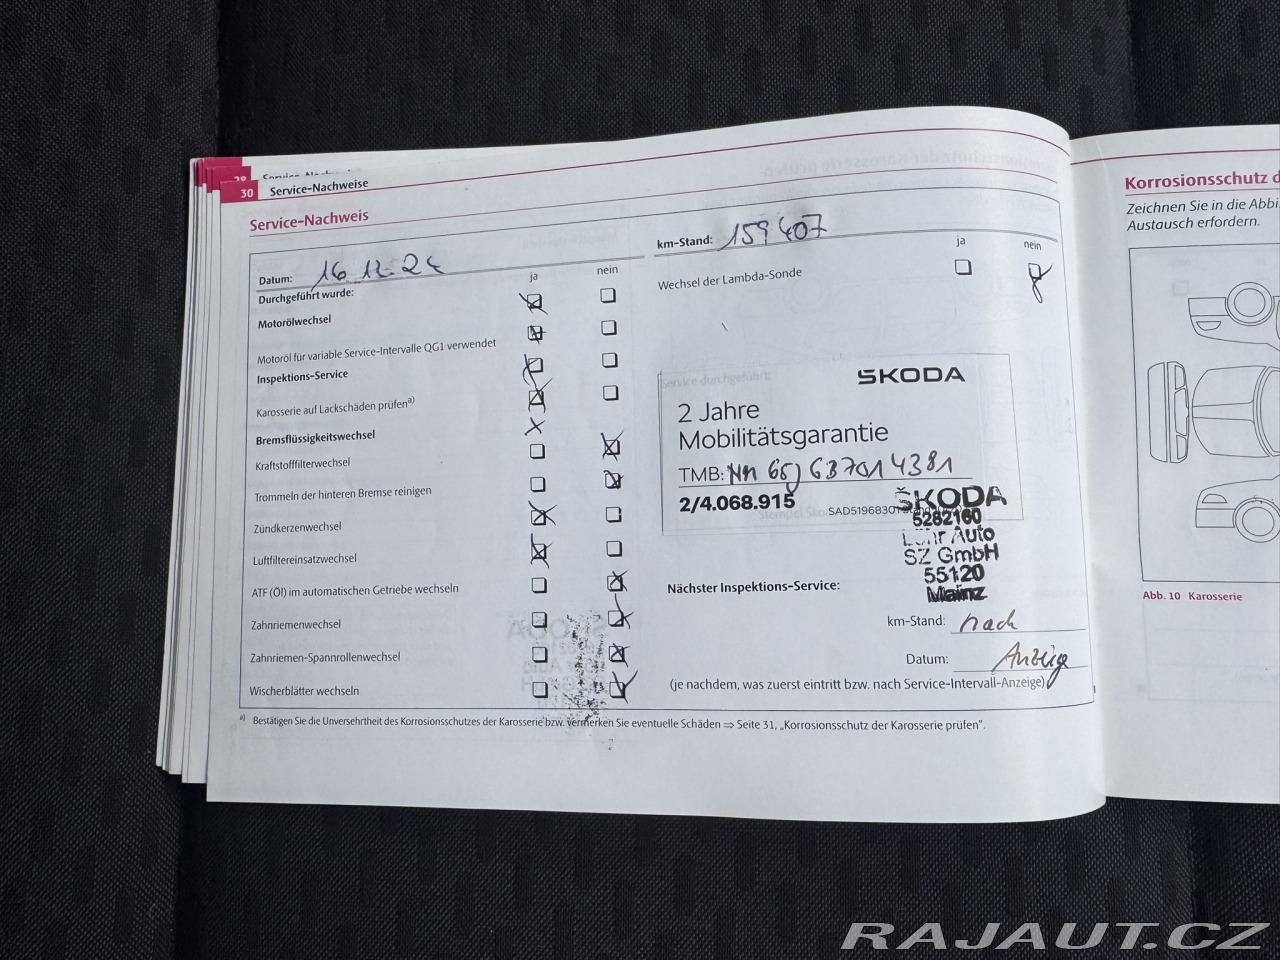 30 Service-Nachweise
Service-Nachweis
Datum: 16.12.24
ja nein
Durchgeführt wurde:
Motorölwechsel
Motoröl für variable Service-Intervalle QG1 verwendet
Inspektions-Service
Karosserie auf Lackschäden prüfen a)
Bremsflüssigkeitswechsel
Kraftstofffilterwechsel
Trommeln der hinteren Bremse reinigen
Zündkerzenwechsel
Luftfiltereinsatzwechsel
ATF (Öl) im automatischen Getriebe wechseln
Zahnriemenwechsel
Zahnriemen-Spannrollenwechsel
Wischerblätter wechseln
km-Stand: 159407
ja nein
Wechsel der Lambda-Sonde
Service durchgeführt:
ŠKODA
2 Jahre
Mobilitätsgarantie
TMB: NM 65J 637014381
2/4.068.915
ŠKODA
5282160
Auto
SZ GmbH
55120
Mainz
Nächster Inspektions-Service:
km-Stand: nach
Datum: Anzeige
(je nachdem, was zuerst eintritt bzw. nach Service-Intervall-Anzeige)
a) Bestätigen Sie die Unversehrtheit des Korrosionsschutzes der Karosserie bzw. vermerken Sie eventuelle Schäden ⇒ Seite 31, „Korrosionsschutz der Karosserie prüfen“.
Korrosionsschutz d
Zeichnen Sie in die Abbi
Austausch erfordern.
Abb. 10 Karosserie
RAJAUT.CZ